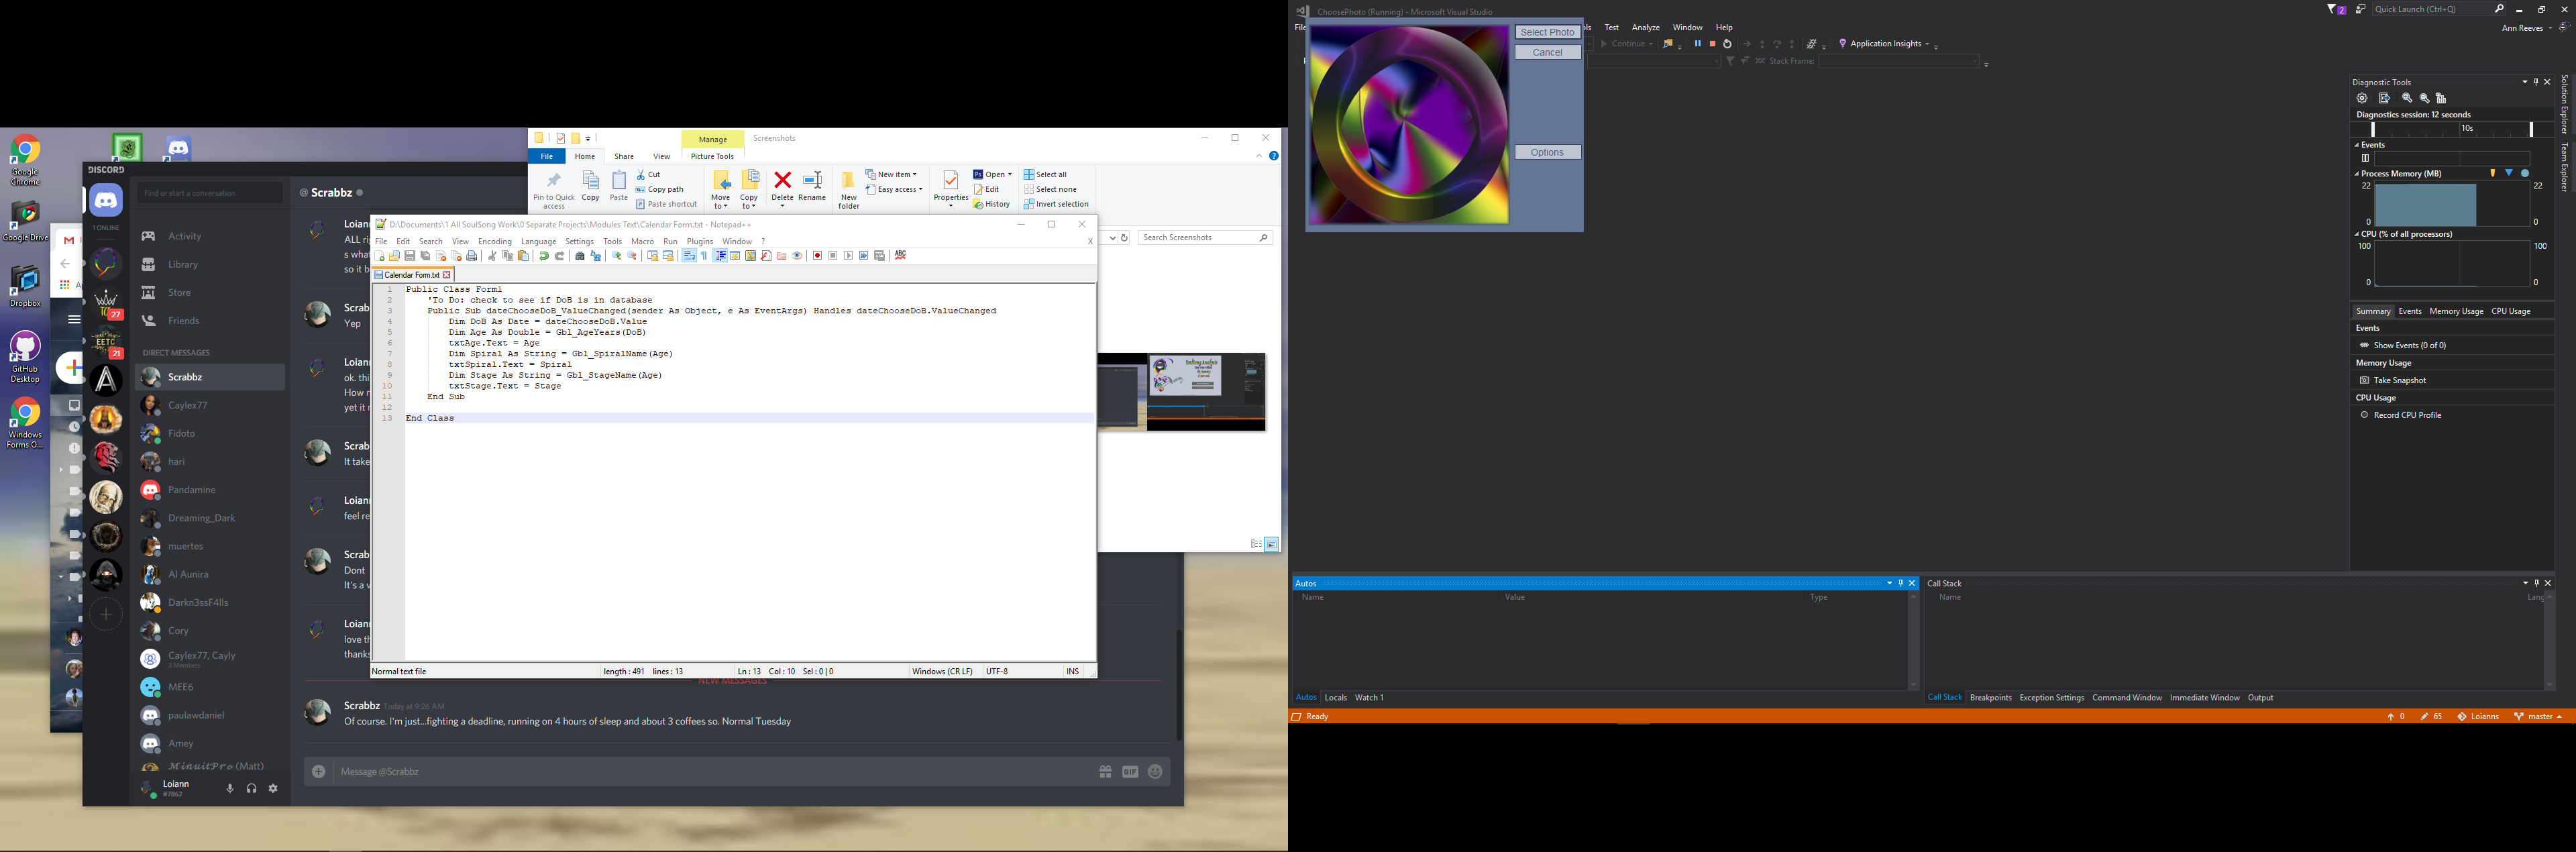 Google Chrome
Google Drive
Dropbox
GitHub Desktop
Windows Forms O...
DISCORD
Find or start a conversation
1 ONLINE
Activity
Library
Store
Friends
DIRECT MESSAGES
Scrabbz
Caylex77
Fidoto
hari
Pandamine
Dreaming_Dark
muertes
Al Aunira
Darkn3ssF4lls
Cory
Caylex77, Cayly
3 Members
MEE6
paulawdaniel
Amey
MinuitPro (Matt)
27
21
Loiann
#7862
@ Scrabbz
Loiann
ALL ri
s what
so it b
Scrab
Yep
Loiann
ok. thi
How
yet it
Scrab
It take
Loiann
feel re
Scrab
Dont
It's a v
Loiann
love th
thanks
NEW MESSAGES
Scrabbz Today at 9:26 AM
Of course. I'm just...fighting a deadline, running on 4 hours of sleep and about 3 coffees so. Normal Tuesday
Message @Scrabbz
GIF
Manage
Screenshots
File Home Share View Picture Tools
Pin to Quick access
Copy
Paste
Cut
Copy path
Paste shortcut
Move to
Copy to
Delete
Rename
New folder
New item
Easy access
Properties
Open
Edit
History
Select all
Select none
Invert selection
Search Screenshots
D:\Documents\1 All SoulSong Work\0 Separate Projects\Modules Text\Calendar Form.txt - Notepad++
File Edit Search View Encoding Language Settings Tools Macro Run Plugins Window ? X
Calendar Form.txt
1 Public Class Form1
2 'To Do: check to see if DoB is in database
3 Public Sub dateChooseDoB_ValueChanged(sender As Object, e As EventArgs) Handles dateChooseDoB.ValueChanged
4 Dim DoB As Date = dateChooseDoB.Value
5 Dim Age As Double = Gbl_AgeYears(DoB)
6 txtAge.Text = Age
7 Dim Spiral As String = Gbl_SpiralName(Age)
8 txtSpiral.Text = Spiral
9 Dim Stage As String = Gbl_StageName(Age)
10 txtStage.Text = Stage
11 End Sub
12
13 End Class
Normal text file length : 491 lines : 13 Ln : 13 Col : 10 Sel : 0 | 0 Windows (CR LF) UTF-8 INS
ChoosePhoto (Running) - Microsoft Visual Studio
2
Quick Launch (Ctrl+Q)
Test Analyze Window Help
Ann Reeves
Continue
Application Insights
Stack Frame:
Select Photo
Cancel
Options
Solution Explorer
Team Explorer
Diagnostic Tools
Diagnostics session: 12 seconds
10s
Events
Process Memory (MB)
22 22
0 0
CPU (% of all processors)
100 100
0 0
Summary Events Memory Usage CPU Usage
Events
Show Events (0 of 0)
Memory Usage
Take Snapshot
CPU Usage
Record CPU Profile
Autos
Name Value Type
Autos Locals Watch 1
Call Stack
Name Lang
Call Stack Breakpoints Exception Settings Command Window Immediate Window Output
Ready
0 65 Loianns master